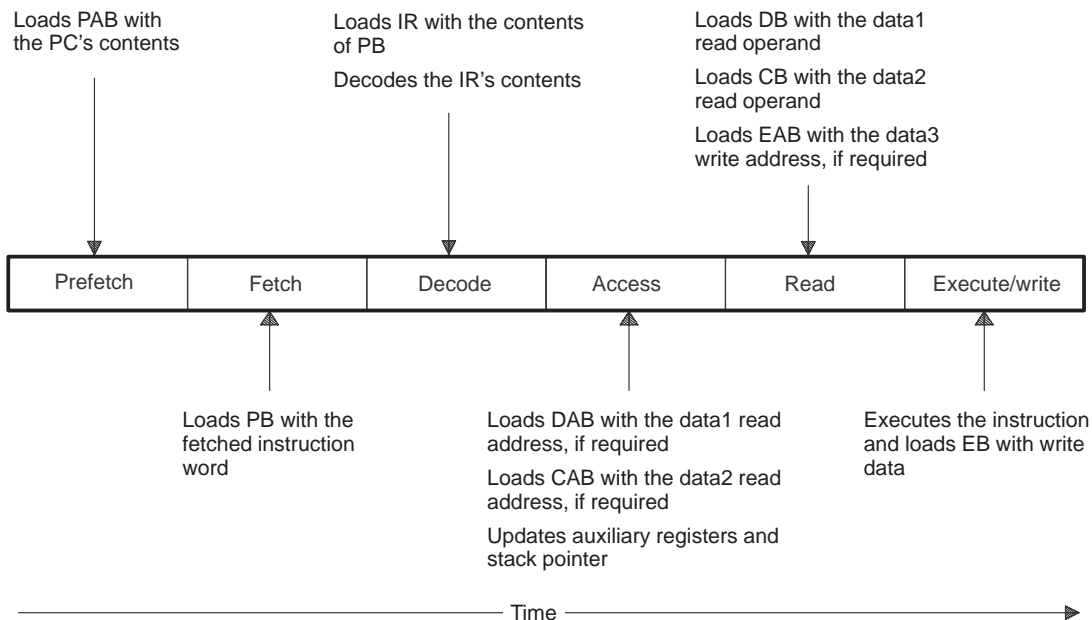 Loads PAB with
the PC's contents
Loads IR with the contents
of PB
Decodes the IR's contents
Loads DB with the data1
read operand
Loads CB with the data2
read operand
Loads EAB with the data3
write address, if required
Prefetch
Fetch
Decode
Access
Read
Execute/write
Loads PB with the
fetched instruction
word
Loads DAB with the data1 read
address, if required
Loads CAB with the data2 read
address, if required
Updates auxiliary registers and
stack pointer
Executes the instruction
and loads EB with write
data
Time